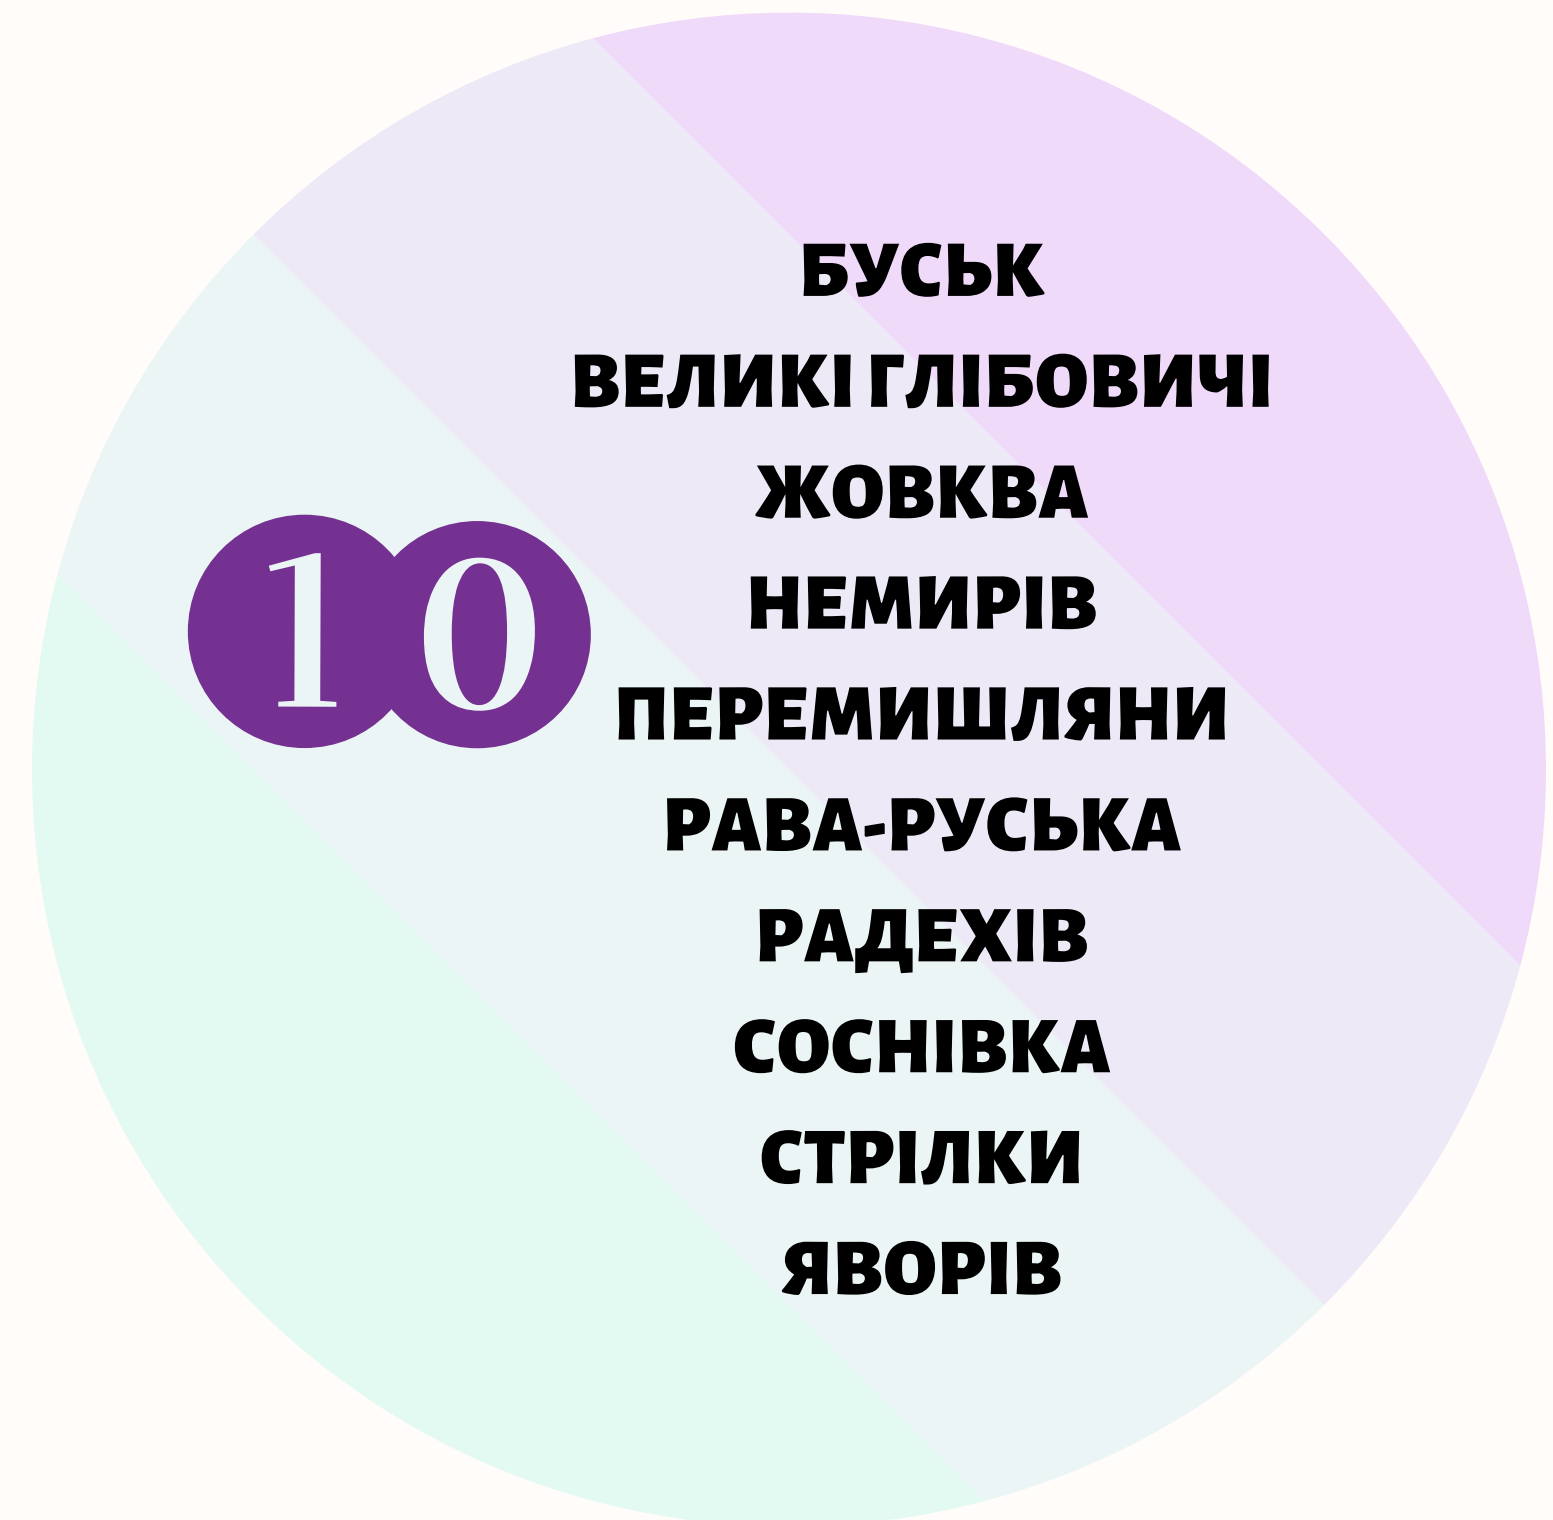 БУСЬК
ВЕЛИКІ ГЛІБОВИЧІ
ЖОВКВА
НЕМИРІВ
10
ПЕРЕМИШЛЯНИ
РАВА-РУСЬКА
РАДЕХІВ
СОСНІВКА
СТРІЛКИ
ЯВОРІВ